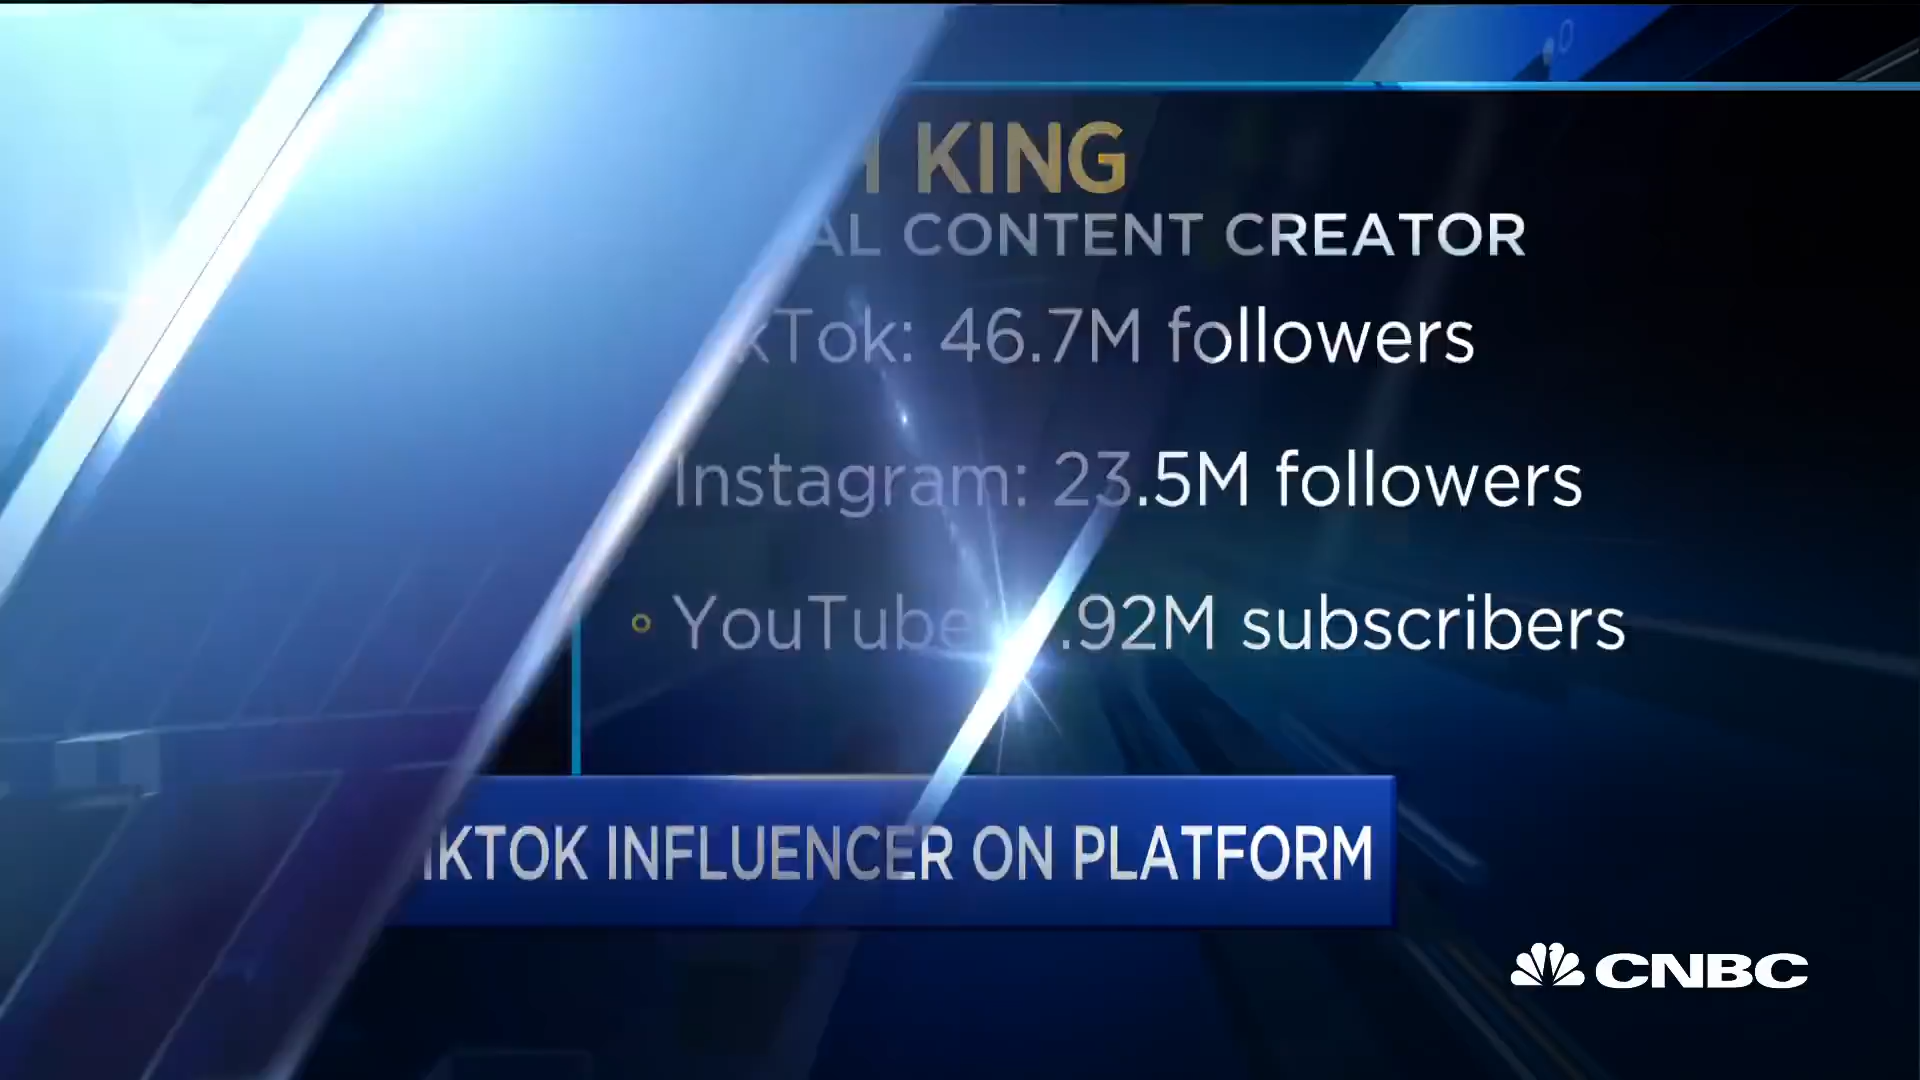 KING
CONTENT CREATOR
kTok: 46.7M followers
Instagram: 23.5M followers
YouTube .92M subscribers
IKTOK INFLUENCER ON PLATFORM
CNBC